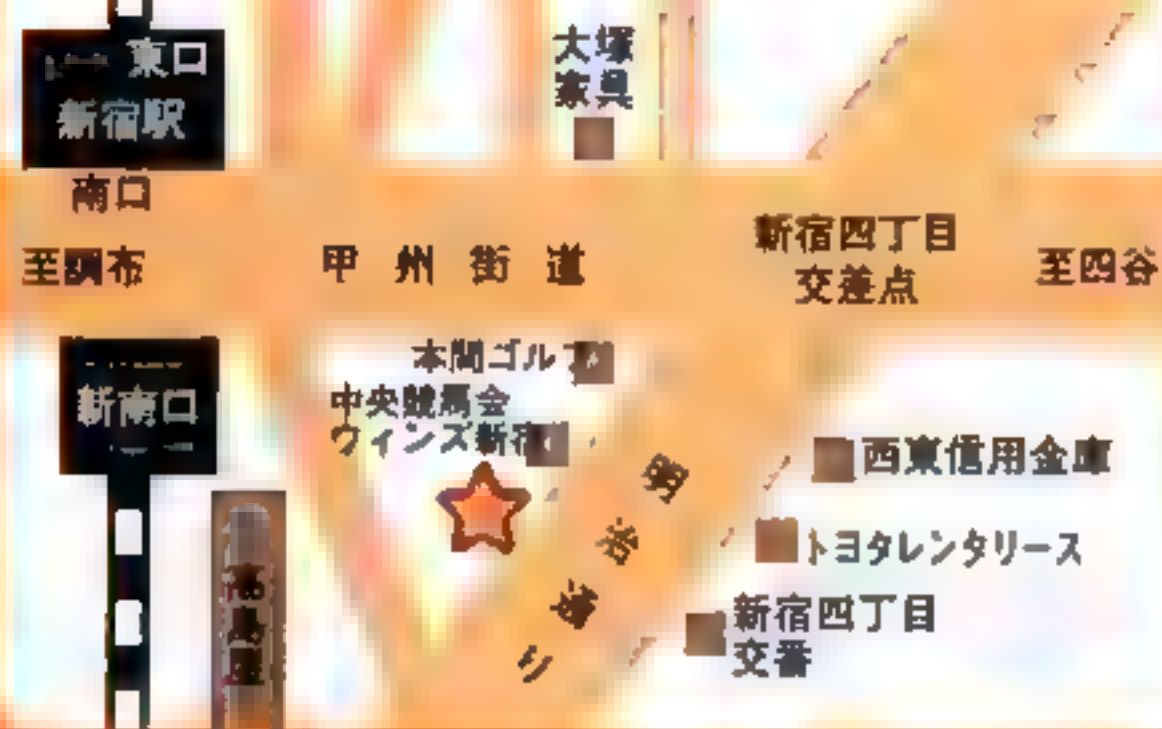 東口
新宿駅
南口
大塚
家具
至調布
甲州街道
新宿四丁目
交差点
至四谷
本間ゴルフ
中央競馬会
ウィンズ新宿
新南口
西東信用金庫
トヨタレンタリース
新宿四丁目
交番
高島屋
明治通り